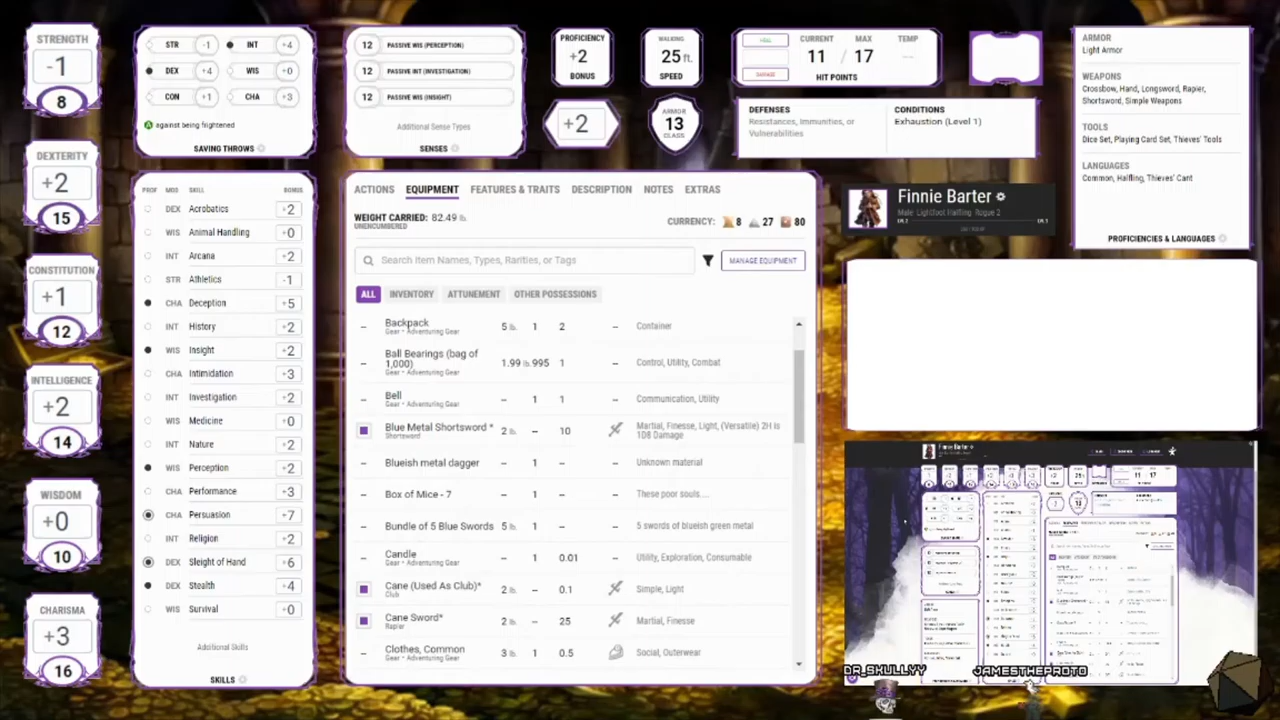 STRENGTH
-1
8
DEXTERITY
+2
15
CONSTITUTION
+1
12
INTELLIGENCE
+2
14
WISDOM
+0
10
CHARISMA
+3
16
STR -1 INT +4
DEX +4 WIS +0
CON +1 CHA +3
against being frightened
SAVING THROWS
12 PASSIVE WIS (PERCEPTION)
12 PASSIVE INT (INVESTIGATION)
12 PASSIVE WIS (INSIGHT)
Additional Sense Types
SENSES
PROFICIENCY
+2
BONUS
WALKING
25 ft.
SPEED
+2
ARMOR
13
CLASS
HEAL
DAMAGE
CURRENT MAX TEMP
11 / 17 --
HIT POINTS
DEFENSES
Resistances, Immunities, or
Vulnerabilities
CONDITIONS
Exhaustion (Level 1)
ARMOR
Light Armor
WEAPONS
Crossbow, Hand, Longsword, Rapier,
Shortsword, Simple Weapons
TOOLS
Dice Set, Playing Card Set, Thieves' Tools
LANGUAGES
Common, Halfling, Thieves' Cant
PROFICIENCIES & LANGUAGES
Finnie Barter
Male Lightfoot Halfling Rogue 2
LVL 2 LVL 3
PROF MOD SKILL BONUS
DEX Acrobatics +2
WIS Animal Handling +0
INT Arcana +2
STR Athletics -1
CHA Deception +5
INT History +2
WIS Insight +2
CHA Intimidation +3
INT Investigation +2
WIS Medicine +0
INT Nature +2
WIS Perception +2
CHA Performance +3
CHA Persuasion +7
INT Religion +2
DEX Sleight of Hand +6
DEX Stealth +4
WIS Survival +0
Additional Skills
SKILLS
ACTIONS EQUIPMENT FEATURES & TRAITS DESCRIPTION NOTES EXTRAS
WEIGHT CARRIED: 82.49 lb.
UNENCUMBERED
CURRENCY: 8 27 80
Search Item Names, Types, Rarities, or Tags
MANAGE EQUIPMENT
ALL INVENTORY ATTUNEMENT OTHER POSSESSIONS
-- Backpack 5 lb. 1 2 -- Container
Gear • Adventuring Gear
-- Ball Bearings (bag of 1.99 lb. 995 1 -- Control, Utility, Combat
1,000)
Gear • Adventuring Gear
-- Bell -- 1 1 -- Communication, Utility
Gear • Adventuring Gear
Blue Metal Shortsword * 2 lb. -- 10 Martial, Finesse, Light, (Versatile) 2H is
Shortsword 1D8 Damage
-- Blueish metal dagger -- 1 -- -- Unknown material
-- Box of Mice - 7 -- 1 -- -- These poor souls....
-- Bundle of 5 Blue Swords 5 lb. 1 -- -- 5 swords of blueish green metal
-- Candle -- 1 0.01 -- Utility, Exploration, Consumable
Gear • Adventuring Gear
Cane (Used As Club)* 2 lb. -- 0.1 Simple, Light
Club
Cane Sword* 2 lb. -- 25 Martial, Finesse
Rapier
-- Clothes, Common 3 lb. 1 0.5 Social, Outerwear
Gear • Adventuring Gear
Finnie Barter
DR_SKULLYY
JAMESTHEPROTO